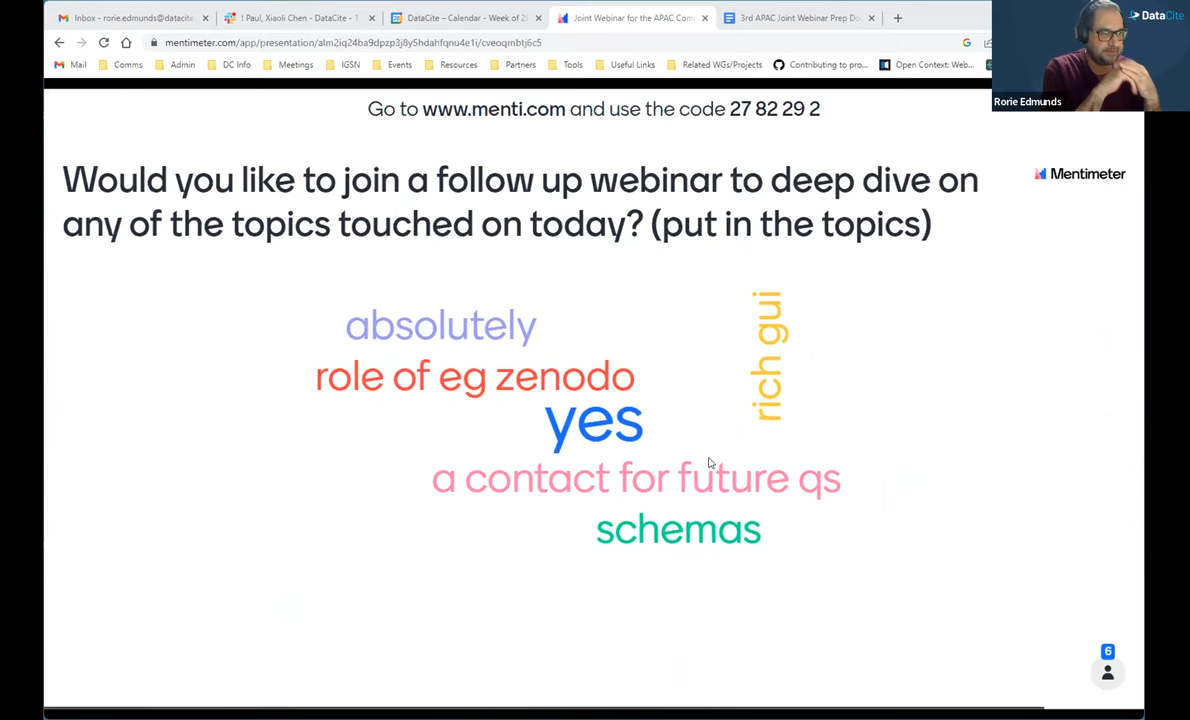 Inbox - rorie.edmunds@datacite
! Paul, Xiaoli Chen - DataCite - 1
DataCite – Calendar - Week of 2
Joint Webinar for the APAC Com
3rd APAC Joint Webinar Prep Do
mentimeter.com/app/presentation/alm2iq24ba9dpzp3j8y5hdahfqnu4e1i/cveoqmbtj6c5
Mail
Comms
Admin
DC Info
Meetings
IGSN
Events
Resources
Partners
Tools
Useful Links
Related WGs/Projects
Contributing to pro...
Open Context: Web...
DataCite
Rorie Edmunds
Go to www.menti.com and use the code 27 82 29 2
Would you like to join a follow up webinar to deep dive on
any of the topics touched on today? (put in the topics)
Mentimeter
absolutely
rich gui
role of eg zenodo
yes
a contact for future qs
schemas
6